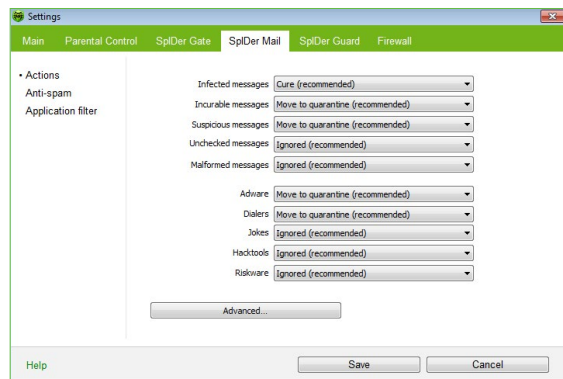 Settings
Main Parental Control SpIDer Gate SpIDer Mail SpIDer Guard Firewall
• Actions
Anti-spam
Application filter
Infected messages Cure (recommended)
Incurable messages Move to quarantine (recommended)
Suspicious messages Move to quarantine (recommended)
Unchecked messages Ignored (recommended)
Malformed messages Ignored (recommended)
Adware Move to quarantine (recommended)
Dialers Move to quarantine (recommended)
Jokes Ignored (recommended)
Hacktools Ignored (recommended)
Riskware Ignored (recommended)
Advanced...
Help Save Cancel